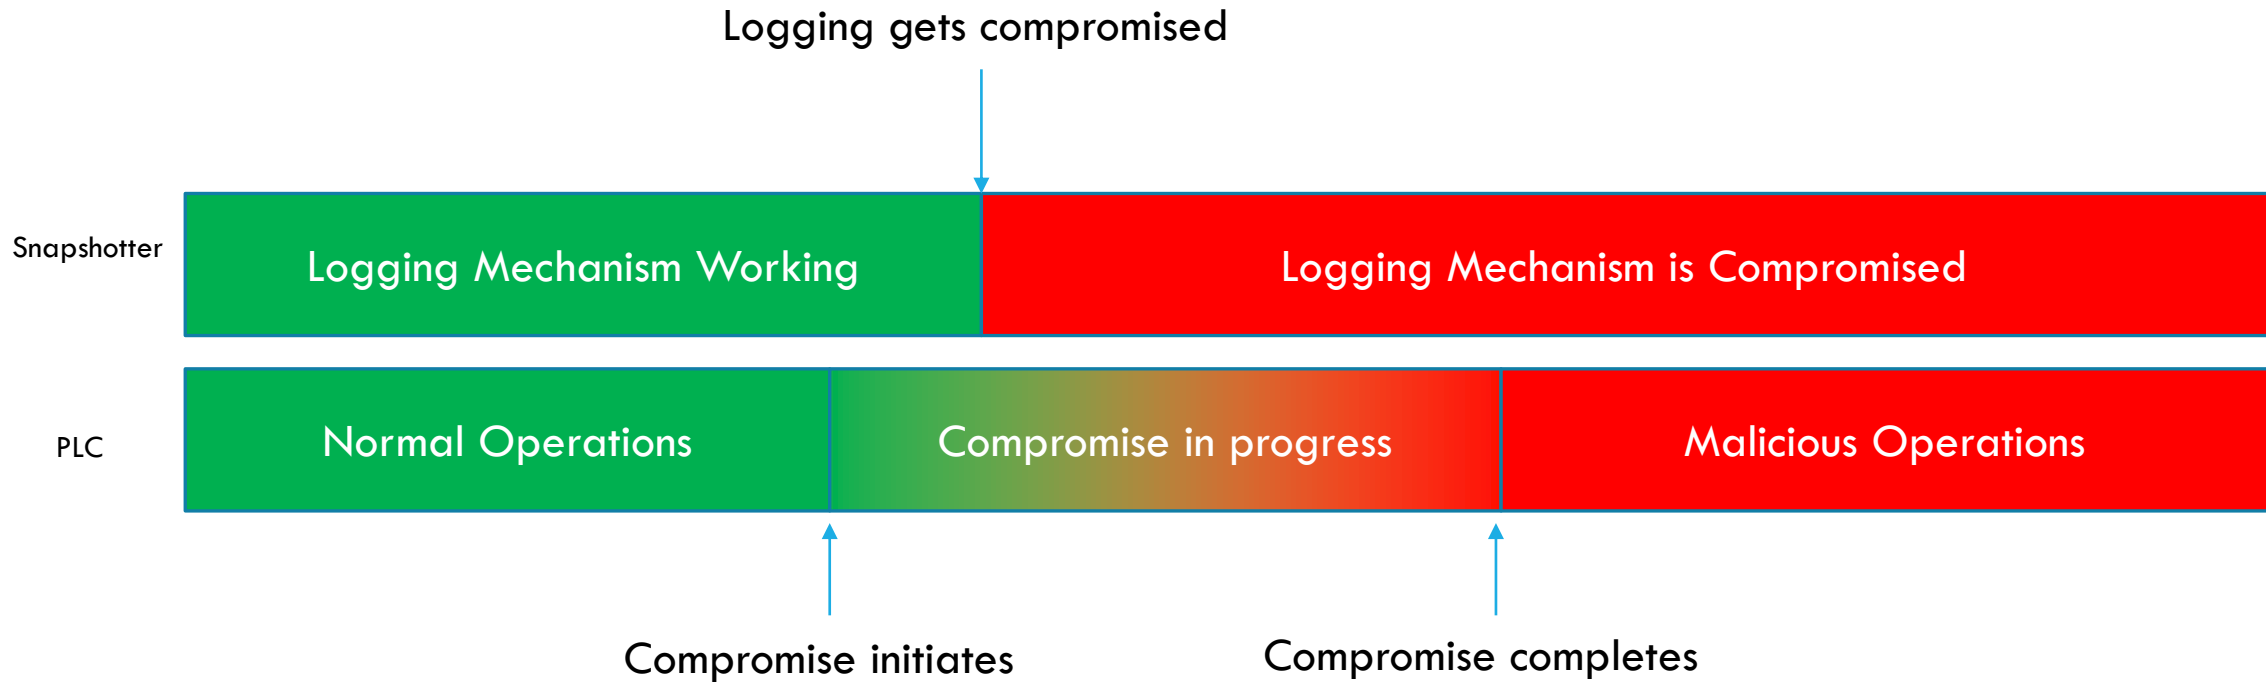 Logging gets compromised
Snapshotter
Logging Mechanism Working
Logging Mechanism is Compromised
PLC
Normal Operations
Compromise in progress
Malicious Operations
Compromise initiates
Compromise completes